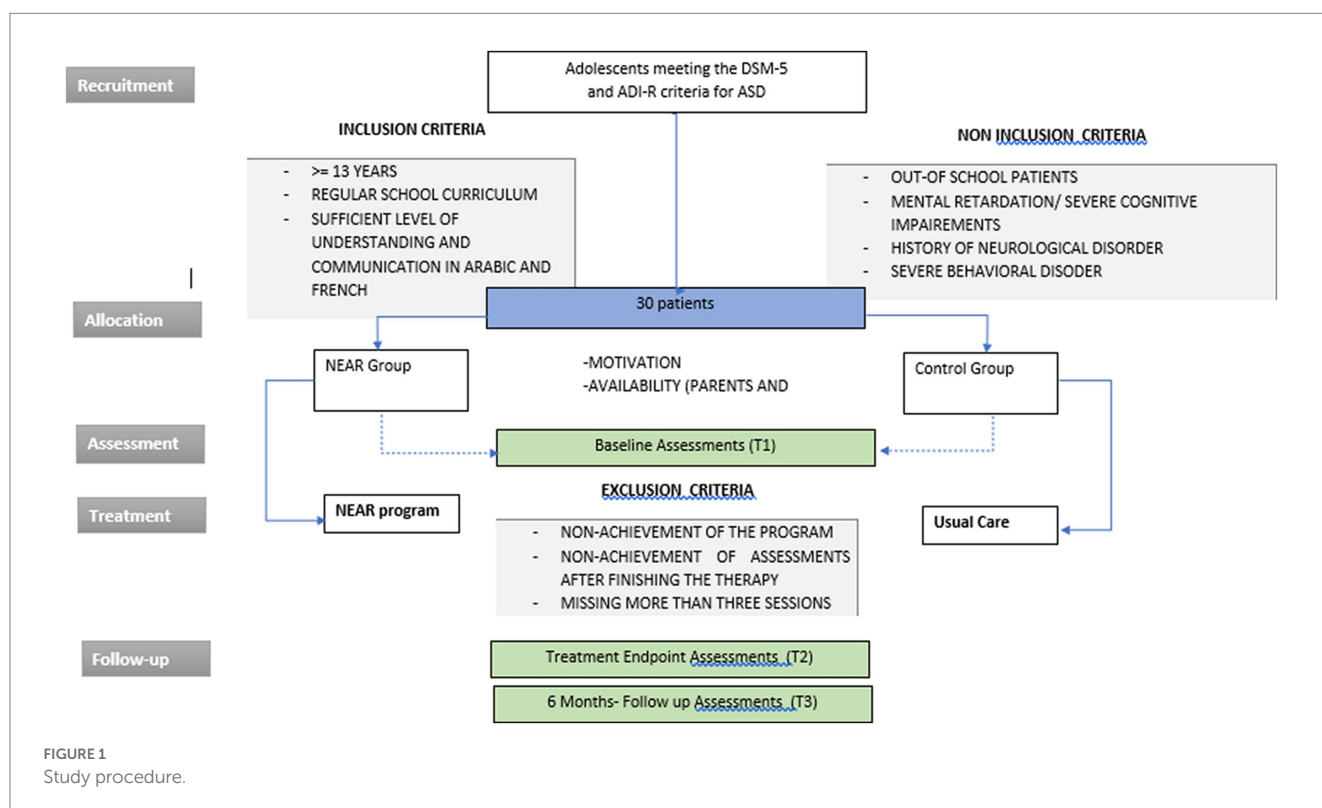 Recruitment
Adolescents meeting the DSM-5
and ADI-R criteria for ASD
INCLUSION CRITERIA
- >= 13 YEARS
- REGULAR SCHOOL CURRICULUM
- SUFFICIENT LEVEL OF
UNDERSTANDING AND
COMMUNICATION IN ARABIC AND
FRENCH
NON INCLUSION CRITERIA
- OUT-OF SCHOOL PATIENTS
- MENTAL RETARDATION/ SEVERE COGNITIVE
IMPAIREMENTS
- HISTORY OF NEUROLOGICAL DISORDER
- SEVERE BEHAVIORAL DISODER
Allocation
30 patients
NEAR Group
-MOTIVATION
-AVAILABILITY (PARENTS AND
Control Group
Assessment
Baseline Assessments (T1)
Treatment
NEAR program
EXCLUSION CRITERIA
- NON-ACHIEVEMENT OF THE PROGRAM
- NON-ACHIEVEMENT OF ASSESSMENTS
AFTER FINISHING THE THERAPY
- MISSING MORE THAN THREE SESSIONS
Usual Care
Follow-up
Treatment Endpoint Assessments (T2)
6 Months- Follow up Assessments (T3)
FIGURE 1
Study procedure.